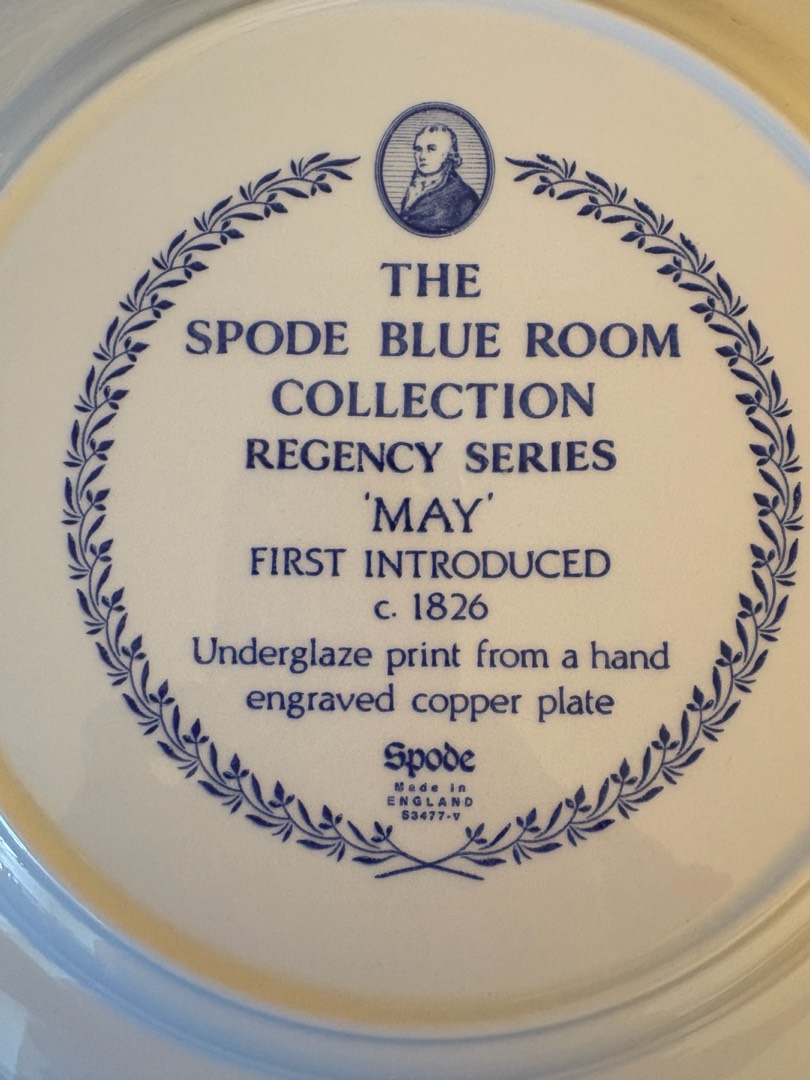 THE
SPODE BLUE ROOM
COLLECTION
REGENCY SERIES
'MAY'
FIRST INTRODUCED
c. 1826
Underglaze print from a hand
engraved copper plate
Spode
Made in
ENGLAND
S3477-V